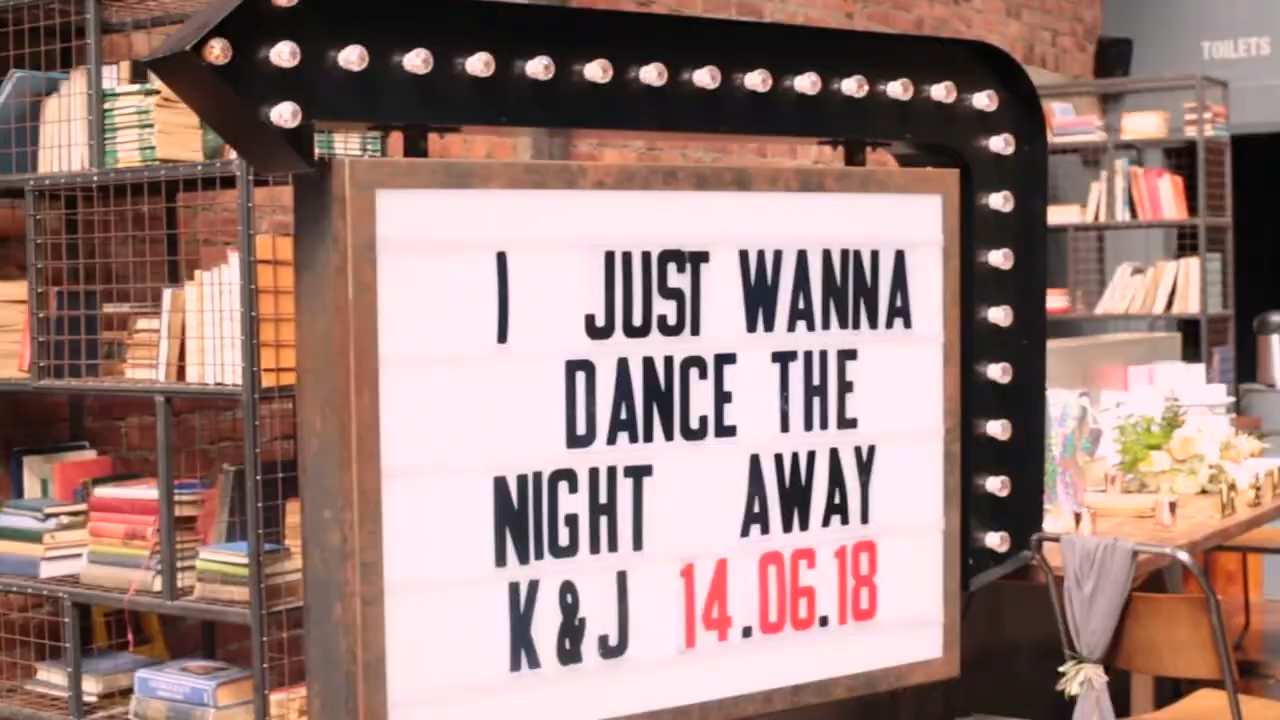 TOILETS
I JUST WANNA
DANCE THE
NIGHT AWAY
K&J 14.06.18